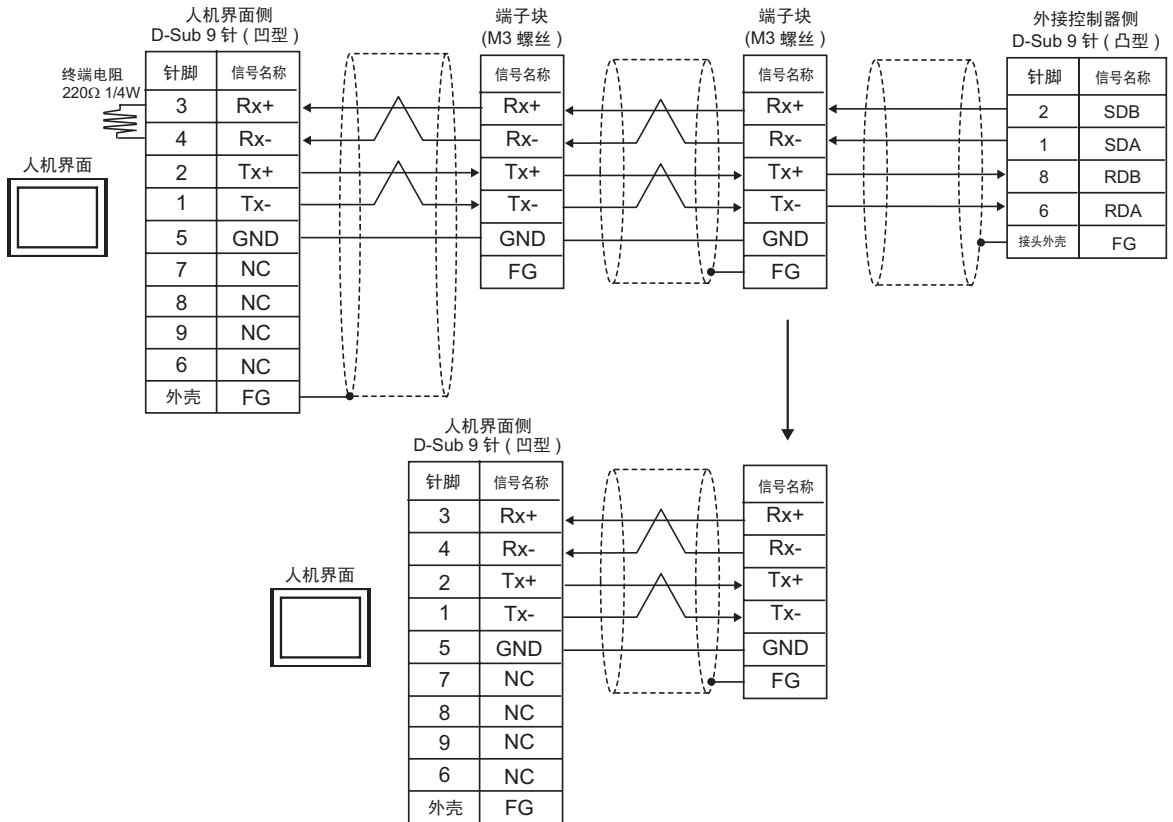 人机界面侧
D-Sub 9 针 ( 凹型 )
终端电阻
220Ω 1/4W
人机界面
针脚 信号名称
3 Rx+
4 Rx-
2 Tx+
1 Tx-
5 GND
7 NC
8 NC
9 NC
6 NC
外壳 FG
端子块
(M3 螺丝 )
信号名称
Rx+
Rx-
Tx+
Tx-
GND
FG
端子块
(M3 螺丝 )
信号名称
Rx+
Rx-
Tx+
Tx-
GND
FG
外接控制器侧
D-Sub 9 针 ( 凸型 )
针脚 信号名称
2 SDB
1 SDA
8 RDB
6 RDA
接头外壳 FG
人机界面侧
D-Sub 9 针 ( 凹型 )
人机界面
针脚 信号名称
3 Rx+
4 Rx-
2 Tx+
1 Tx-
5 GND
7 NC
8 NC
9 NC
6 NC
外壳 FG
信号名称
Rx+
Rx-
Tx+
Tx-
GND
FG